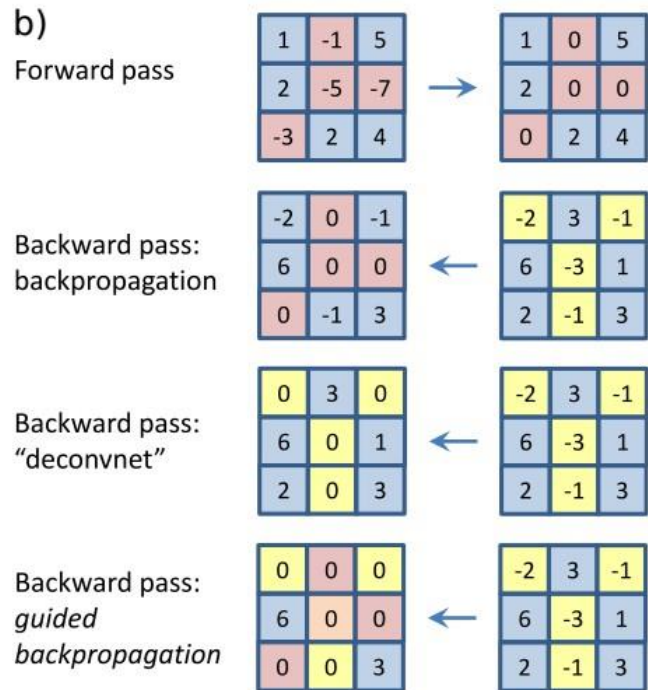 b)
Forward pass
1 -1 5 1 0 5
2 -5 -7 2 0 0
-3 2 4 0 2 4
Backward pass:
backpropagation
-2 0 -1 -2 3 -1
6 0 0 6 -3 1
0 -1 3 2 -1 3
Backward pass:
“deconvnet”
0 3 0 -2 3 -1
6 0 1 6 -3 1
2 0 3 2 -1 3
Backward pass:
guided
backpropagation
0 0 0 -2 3 -1
6 0 0 6 -3 1
0 0 3 2 -1 3